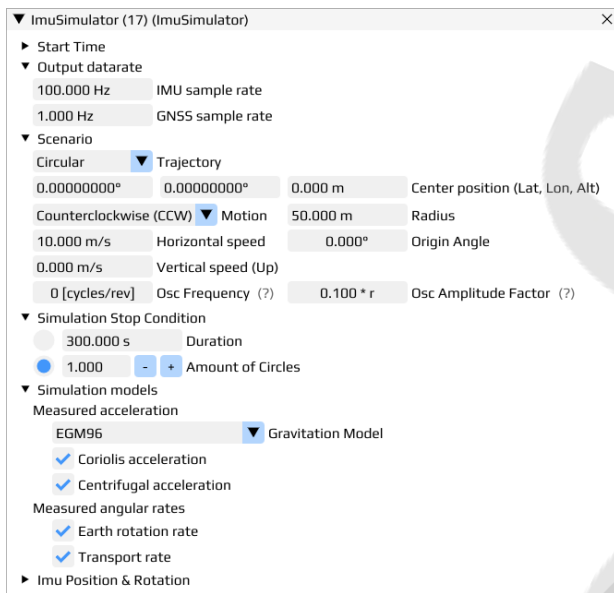 ImuSimulator (17) (ImuSimulator)
Start Time
Output datarate
100.000 Hz IMU sample rate
1.000 Hz GNSS sample rate
Scenario
Circular Trajectory
0.00000000° 0.00000000° 0.000 m Center position (Lat, Lon, Alt)
Counterclockwise (CCW) Motion 50.000 m Radius
10.000 m/s Horizontal speed 0.000° Origin Angle
0.000 m/s Vertical speed (Up)
0 [cycles/rev] Osc Frequency (?) 0.100 * r Osc Amplitude Factor (?)
Simulation Stop Condition
300.000 s Duration
1.000 - + Amount of Circles
Simulation models
Measured acceleration
EGM96 Gravitation Model
Coriolis acceleration
Centrifugal acceleration
Measured angular rates
Earth rotation rate
Transport rate
Imu Position & Rotation